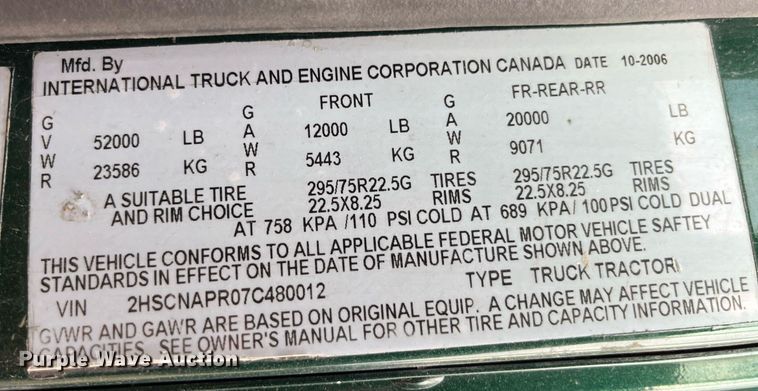 Mfd. By
INTERNATIONAL TRUCK AND ENGINE CORPORATION CANADA DATE 10-2006
FRONT FR-REAR-RR
GVWR 52000 LB GAWR 12000 LB GAWR 20000 LB
23586 KG 5443 KG 9071 KG
A SUITABLE TIRE 295/75R22.5G TIRES 295/75R22.5G TIRES
AND RIM CHOICE 22.5X8.25 RIMS 22.5X8.25 RIMS
AT 758 KPA /110 PSI COLD AT 689 KPA/ 100PSI COLD DUAL
THIS VEHICLE CONFORMS TO ALL APPLICABLE FEDERAL MOTOR VEHICLE SAFTEY
STANDARDS IN EFFECT ON THE DATE OF MANUFACTURE SHOWN ABOVE.
VIN 2HSCNAPR07C480012 TYPE TRUCK TRACTOR
GVWR AND GAWR ARE BASED ON ORIGINAL EQUIP. A CHANGE MAY AFFECT VEHICLE
CAPACITIES. SEE OWNER'S MANUAL FOR OTHER TIRE AND CAPACITY INFORMATION.
Purple Wave Auction